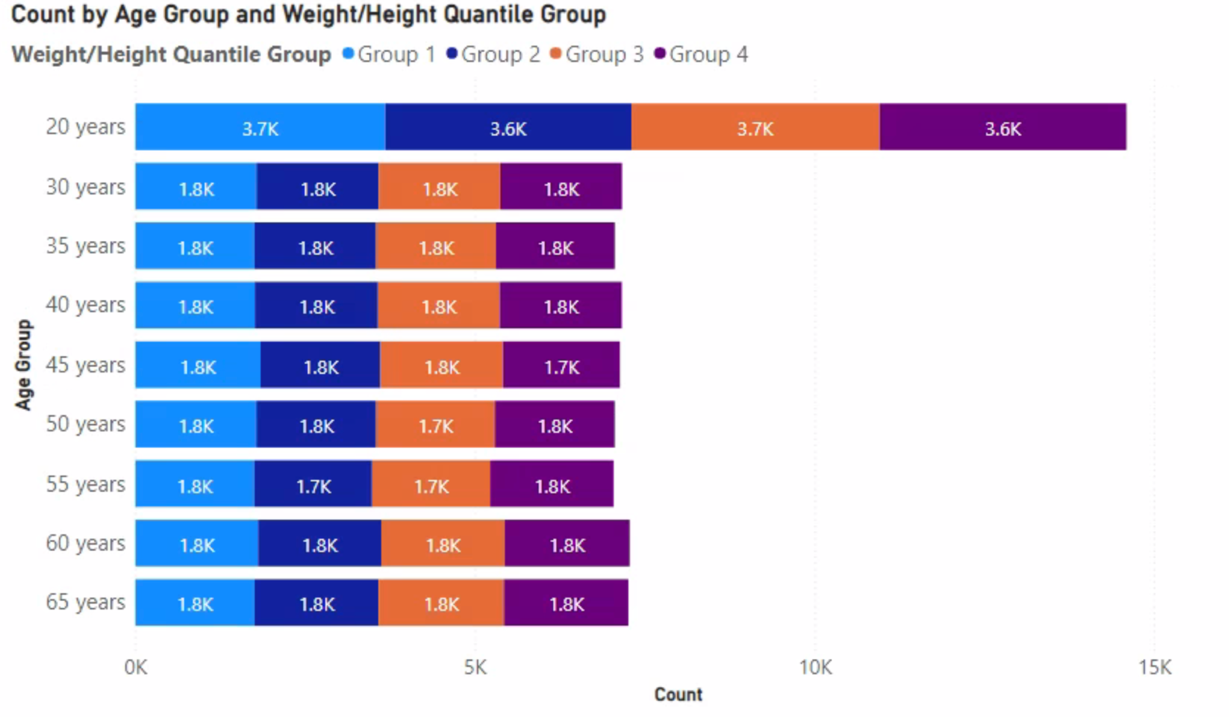 Count by Age Group and Weight/Height Quantile Group
Weight/Height Quantile Group Group 1 Group 2 Group 3 Group 4
20 years 3.7K 3.6K 3.7K 3.6K
30 years 1.8K 1.8K 1.8K 1.8K
35 years 1.8K 1.8K 1.8K 1.8K
40 years 1.8K 1.8K 1.8K 1.8K
45 years 1.8K 1.8K 1.8K 1.7K
50 years 1.8K 1.8K 1.7K 1.8K
55 years 1.8K 1.7K 1.7K 1.8K
60 years 1.8K 1.8K 1.8K 1.8K
65 years 1.8K 1.8K 1.8K 1.8K
Age Group
0K 5K 10K 15K
Count